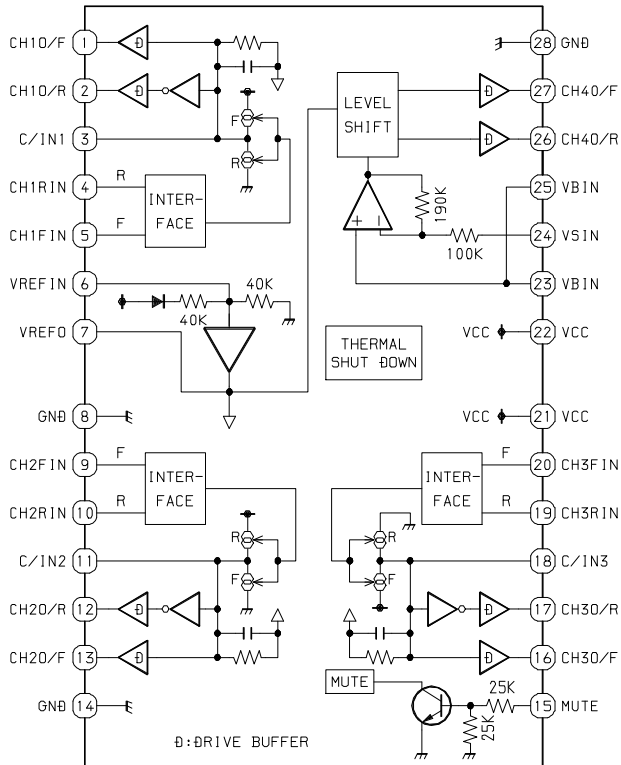 CH1O/F 1
CH1O/R 2
C/IN1 3
CH1RIN 4 R
CH1FIN 5 F
INTER-
FACE
F
R
VREFIN 6
VREFO 7
40K
40K
GND 8
CH2FIN 9 F
CH2RIN 10 R
INTER-
FACE
R
F
C/IN2 11
CH2O/R 12 D
CH2O/F 13 D
GND 14
D:DRIVE BUFFER
D
D
LEVEL
SHIFT
+ -
190K
100K
THERMAL
SHUT DOWN
28 GND
D 27 CH4O/F
D 26 CH4O/R
25 VBIN
24 VSIN
23 VBIN
VCC 22 VCC
VCC 21 VCC
INTER-
FACE
F 20 CH3FIN
R 19 CH3RIN
R
F
18 C/IN3
D 17 CH3O/R
D 16 CH3O/F
MUTE
25K
25K
15 MUTE